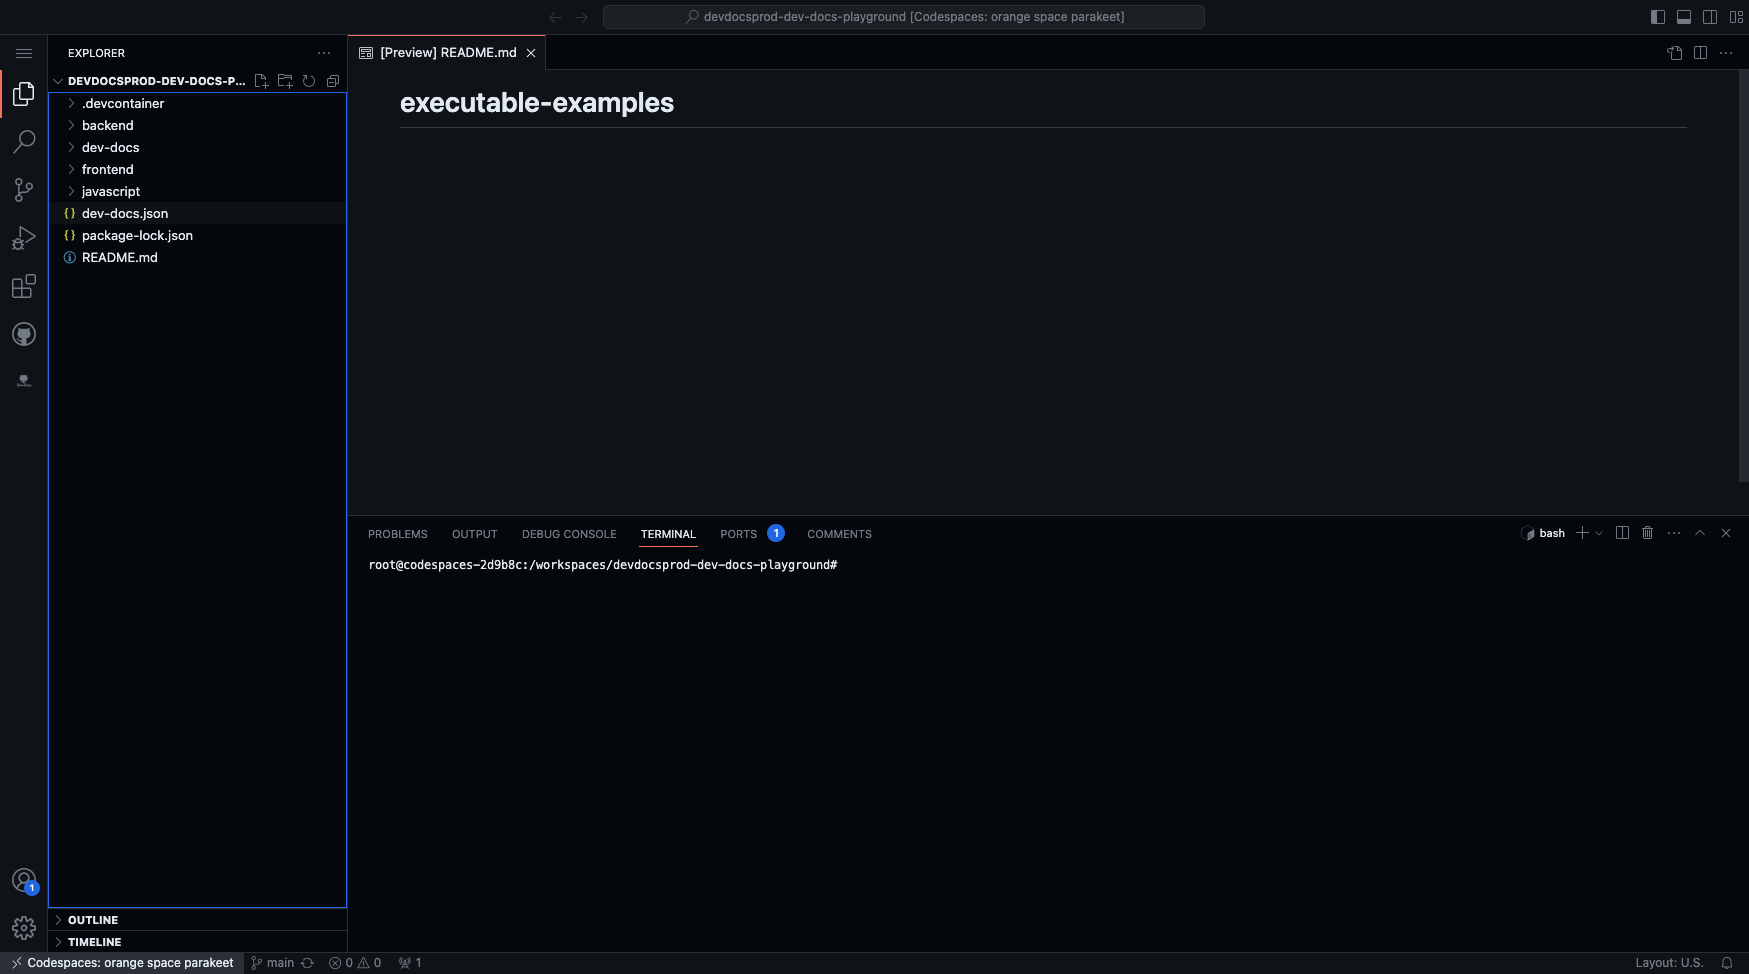 devdocsprod-dev-docs-playground [Codespaces: orange space parakeet]
EXPLORER
DEVDOCSPROD-DEV-DOCS-P...
.devcontainer
backend
dev-docs
frontend
javascript
{} dev-docs.json
{} package-lock.json
README.md
OUTLINE
TIMELINE
[Preview] README.md
executable-examples
PROBLEMS OUTPUT DEBUG CONSOLE TERMINAL PORTS 1 COMMENTS
bash
root@codespaces-2d9b8c:/workspaces/devdocsprod-dev-docs-playground#
1
Codespaces: orange space parakeet main 0 0 1 Layout: U.S.